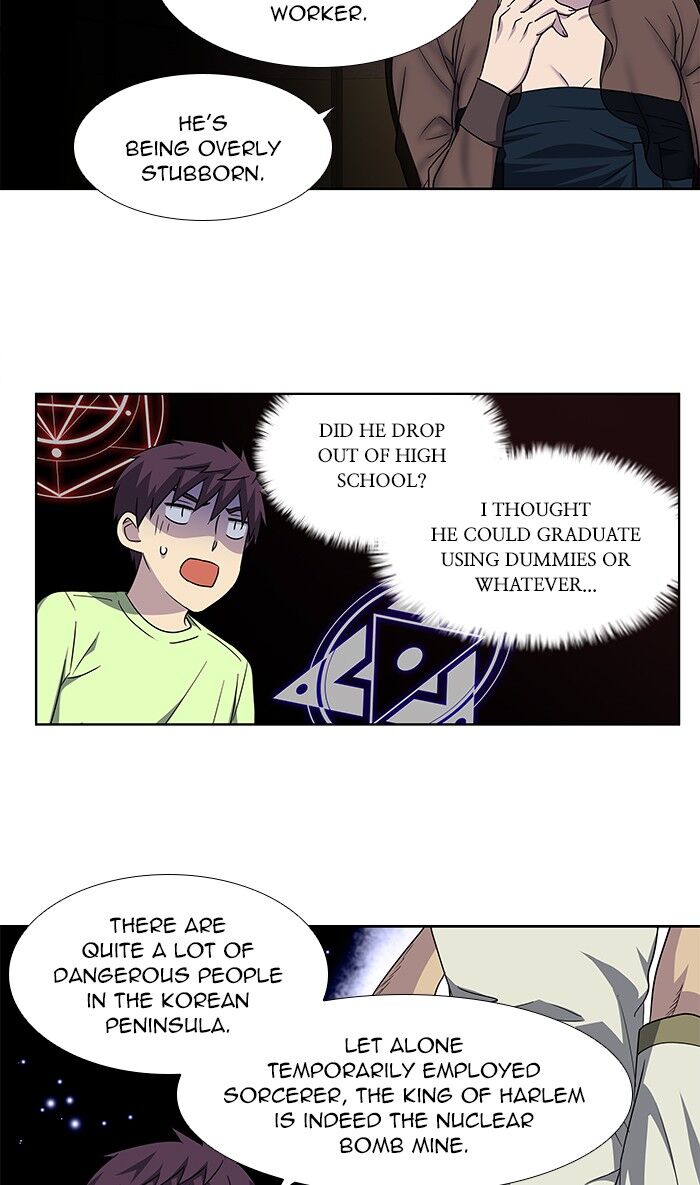 WORKER.
HE'S
BEING OVERLY
STUBBORN.
DID HE DROP
OUT OF HIGH
SCHOOL?
I THOUGHT
HE COULD GRADUATE
USING DUMMIES OR
WHATEVER...
THERE ARE
QUITE A LOT OF
DANGEROUS PEOPLE
IN THE KOREAN
PENINSULA.
LET ALONE
TEMPORARILY EMPLOYED
SORCERER, THE KING OF HARLEM
IS INDEED THE NUCLEAR
BOMB MINE.